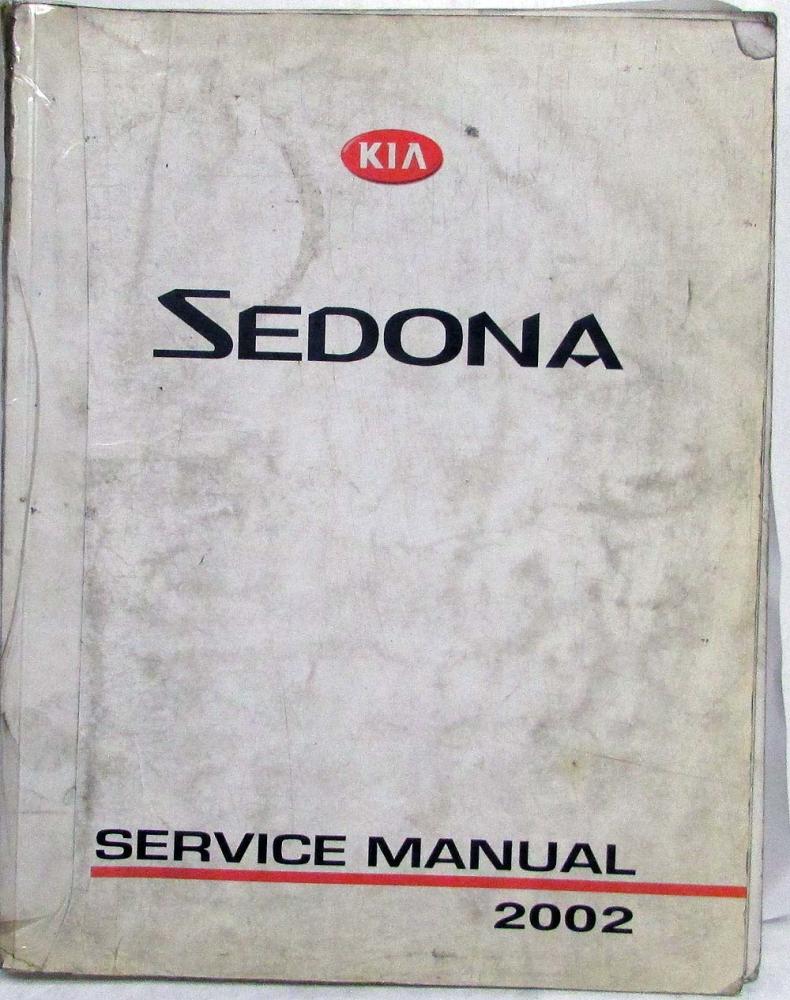 KIA
SEDONA
SERVICE MANUAL
2002